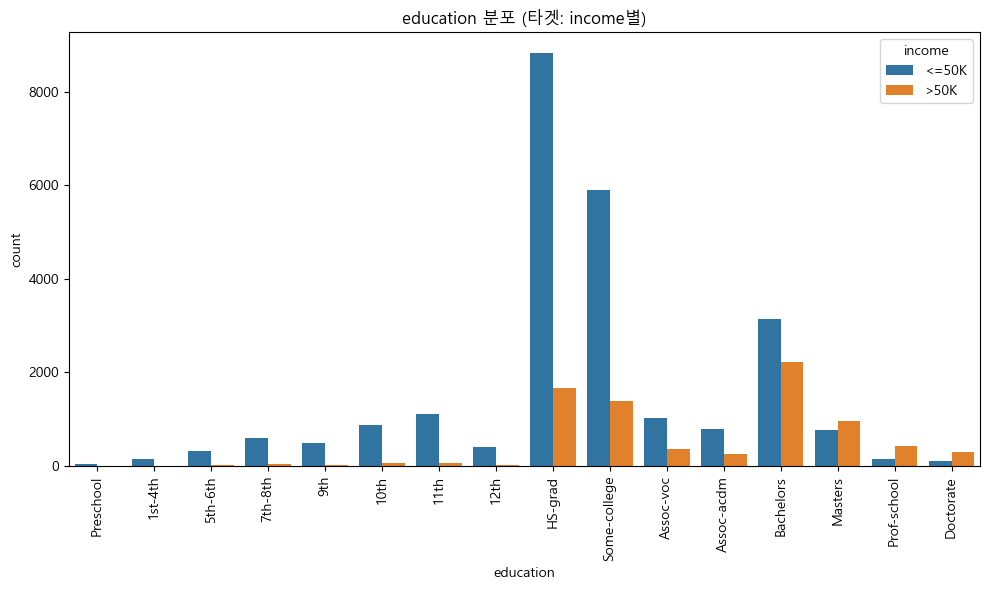 education 분포 (타겟: income별)
income
<=50K
>50K
count
8000
6000
4000
2000
0
Preschool
1st-4th
5th-6th
7th-8th
9th
10th
11th
12th
HS-grad
Some-college
Assoc-voc
Assoc-acdm
Bachelors
Masters
Prof-school
Doctorate
education